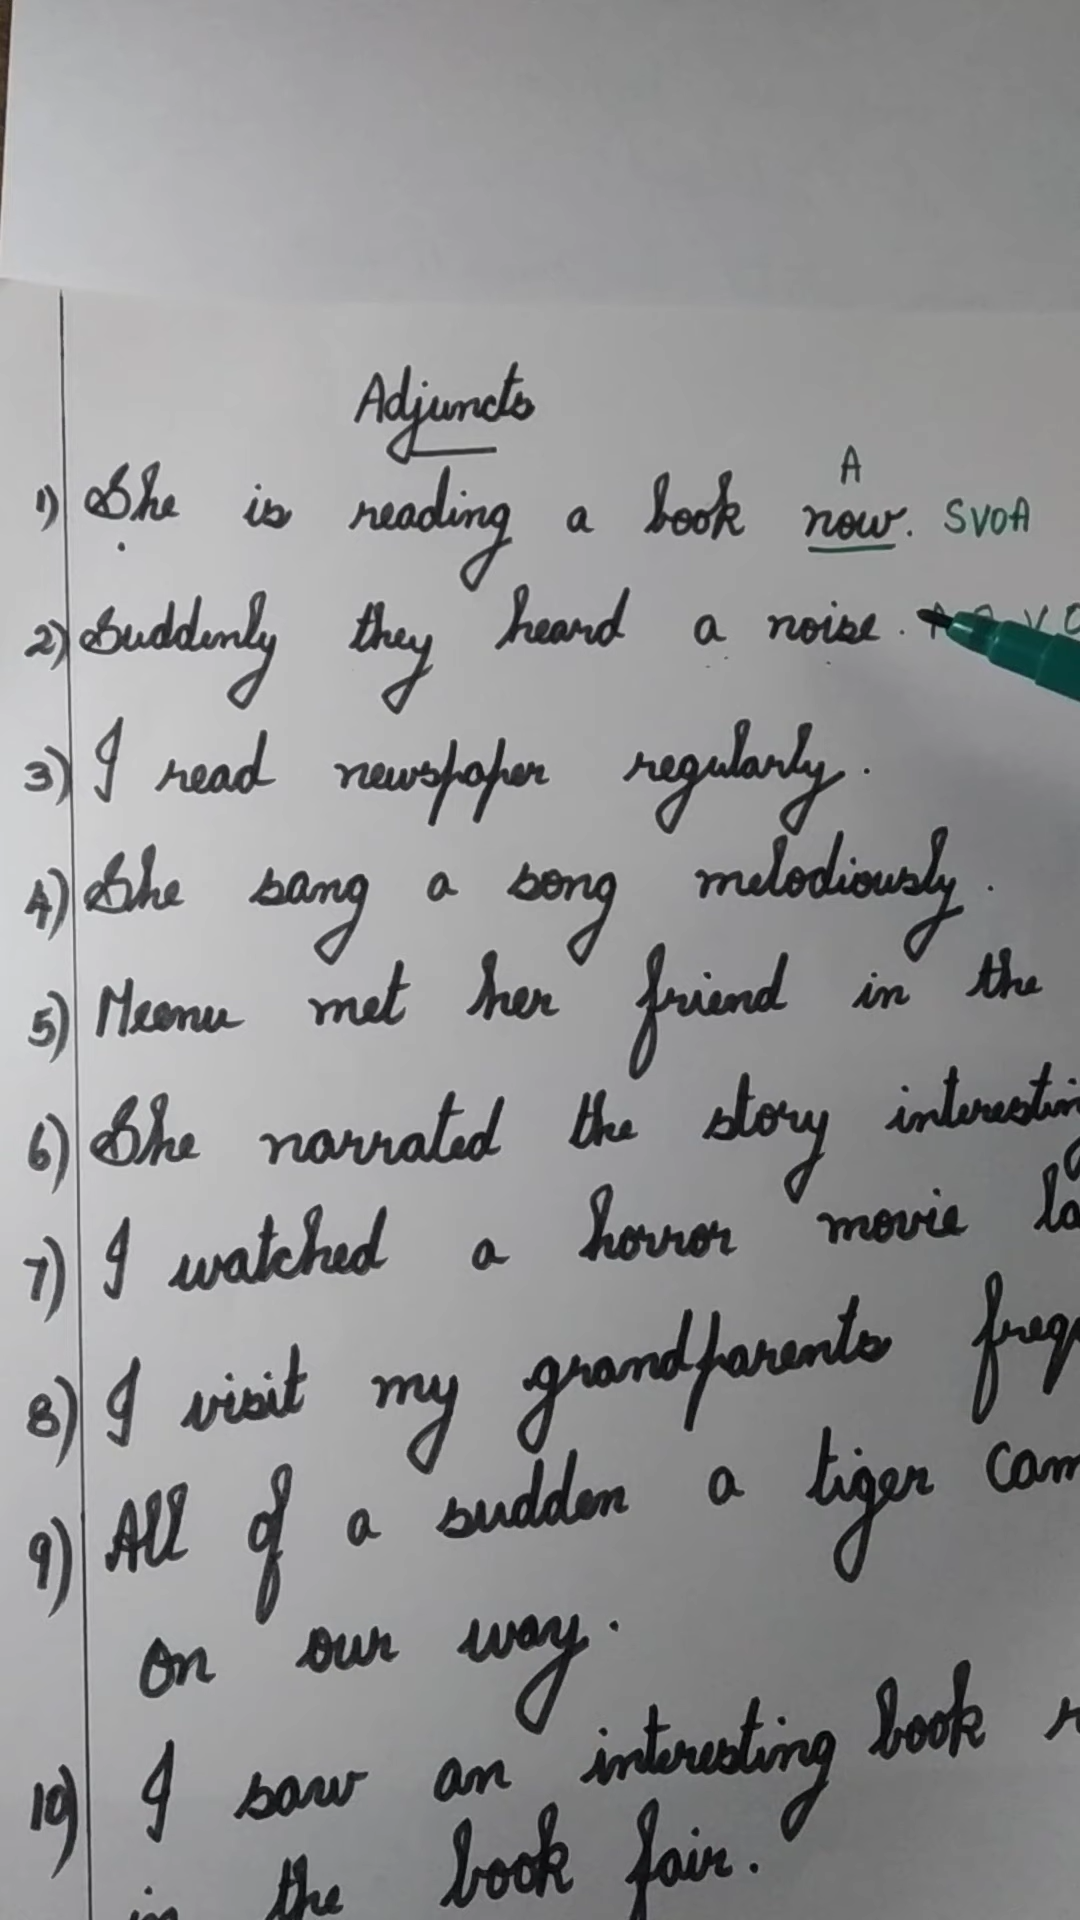 Adjuncts
A
1) She is reading a book now. SVOA
2) Suddenly they heard a noise. A S V O
3) I read newspaper regularly.
4) She sang a song melodiously.
5) Meenu met her friend in the
6) She narrated the story
7) I watched a horror movie
8) I visit my grandparents
9) All of a sudden a tiger
on our way.
10) I saw an interesting book
in the book fair.